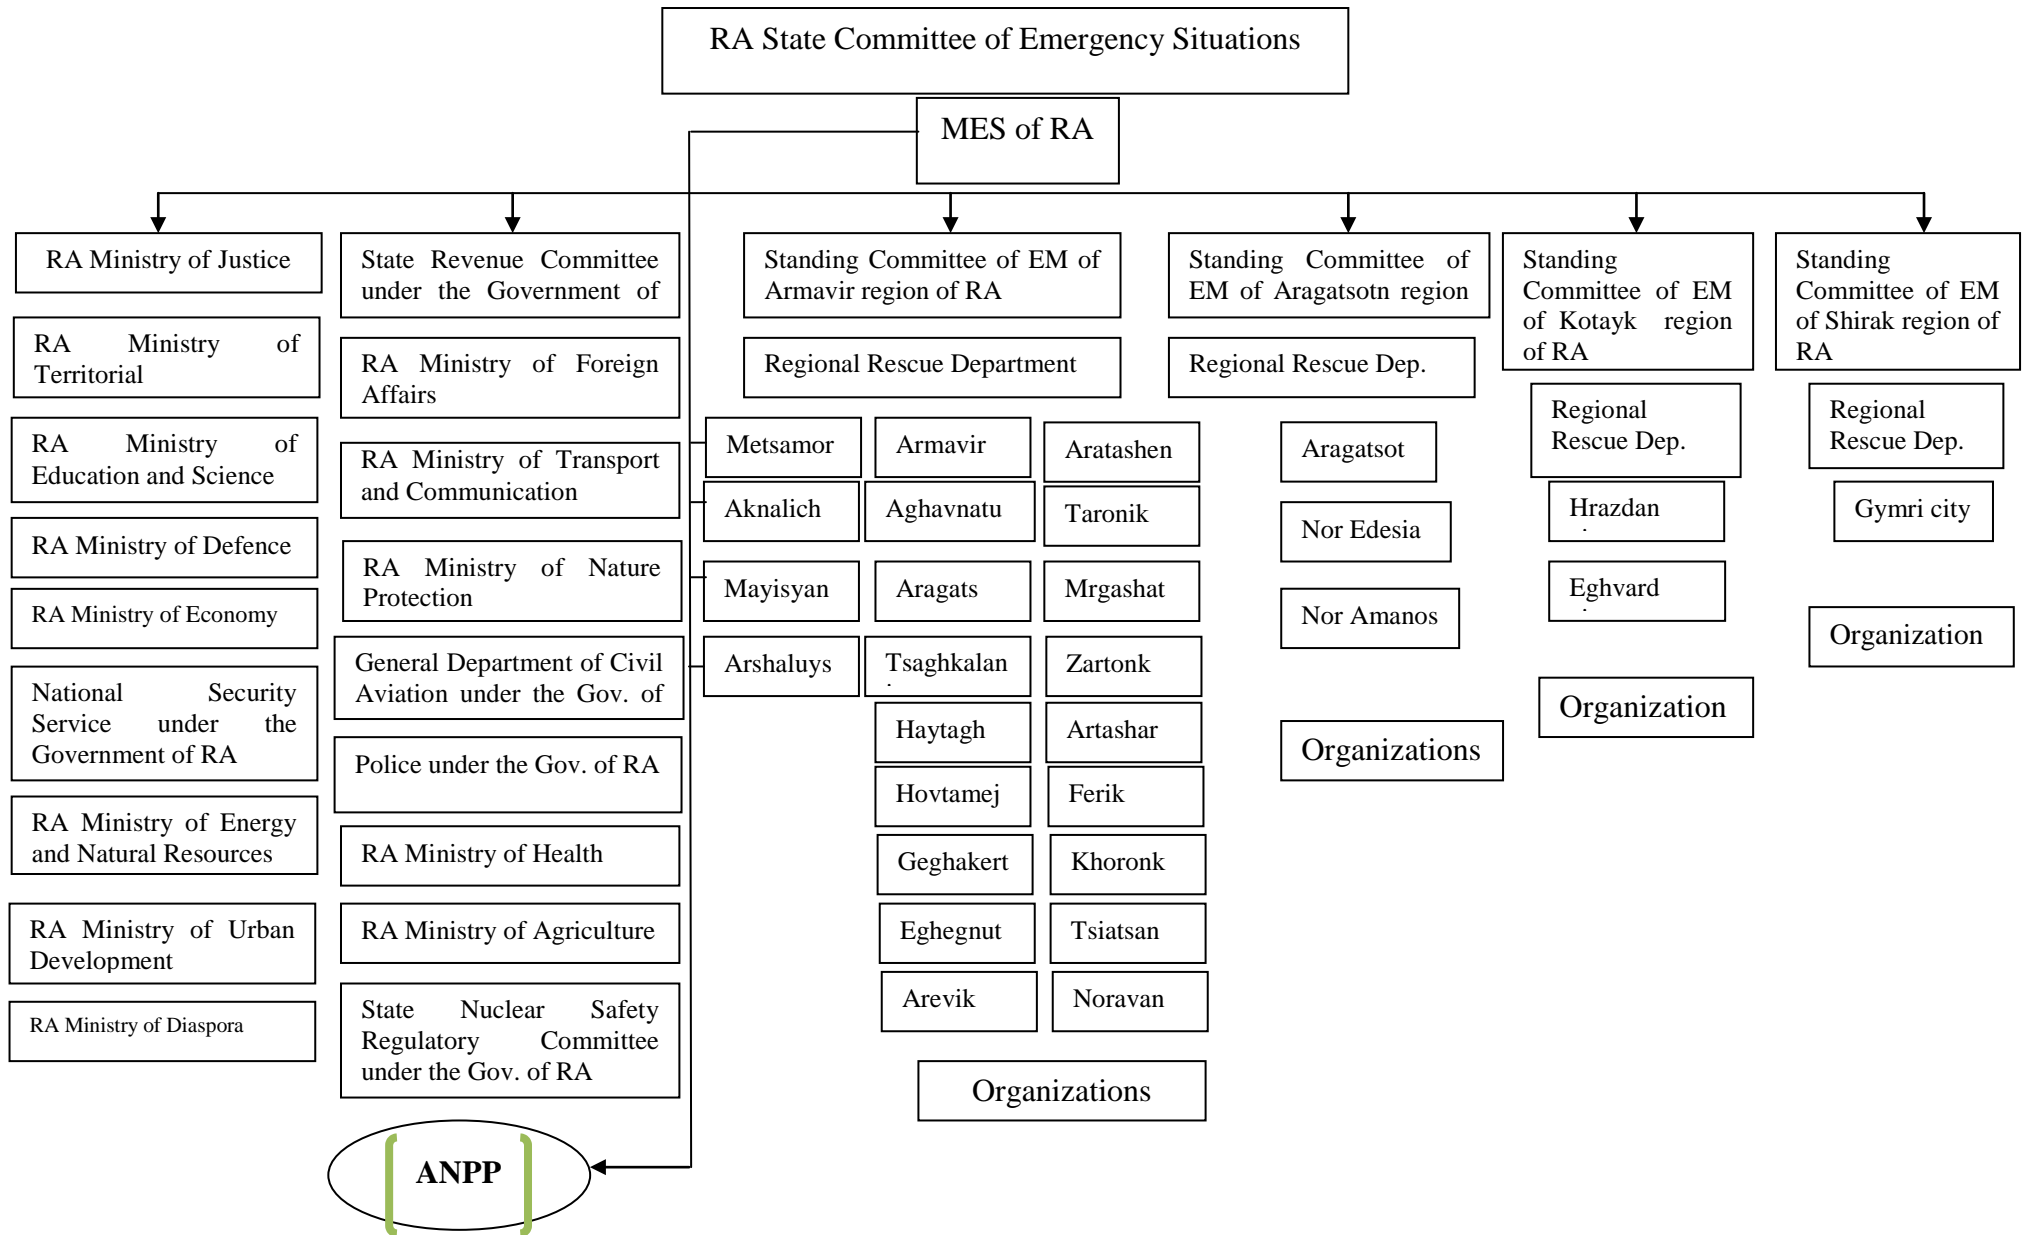 RA State Committee of Emergency Situations
MES of RA
RA Ministry of Justice
RA Ministry of
Territorial
RA Ministry of
Education and Science
RA Ministry of Defence
RA Ministry of Economy
National Security
Service under the
Government of RA
RA Ministry of Energy
and Natural Resources
RA Ministry of Urban
Development
RA Ministry of Diaspora
State Revenue Committee
under the Government of
RA Ministry of Foreign
Affairs
RA Ministry of Transport
and Communication
RA Ministry of Nature
Protection
General Department of Civil
Aviation under the Gov. of
Police under the Gov. of RA
RA Ministry of Health
RA Ministry of Agriculture
State Nuclear Safety
Regulatory Committee
under the Gov. of RA
ANPP
Standing Committee of EM of
Armavir region of RA
Regional Rescue Department
Metsamor
Aknalich
Mayisyan
Arshaluys
Armavir
Aghavnatu
Aragats
Tsaghkalan
Haytagh
Hovtamej
Geghakert
Eghegnut
Arevik
Aratashen
Taronik
Mrgashat
Zartonk
Artashar
Ferik
Khoronk
Tsiatsan
Noravan
Organizations
Standing Committee of
EM of Aragatsotn region
Regional Rescue Dep.
Aragatsot
Nor Edesia
Nor Amanos
Organizations
Standing
Committee of EM
of Kotayk region
of RA
Regional
Rescue Dep.
Hrazdan
Eghvard
Organization
Standing
Committee of EM
of Shirak region of
RA
Regional
Rescue Dep.
Gymri city
Organization